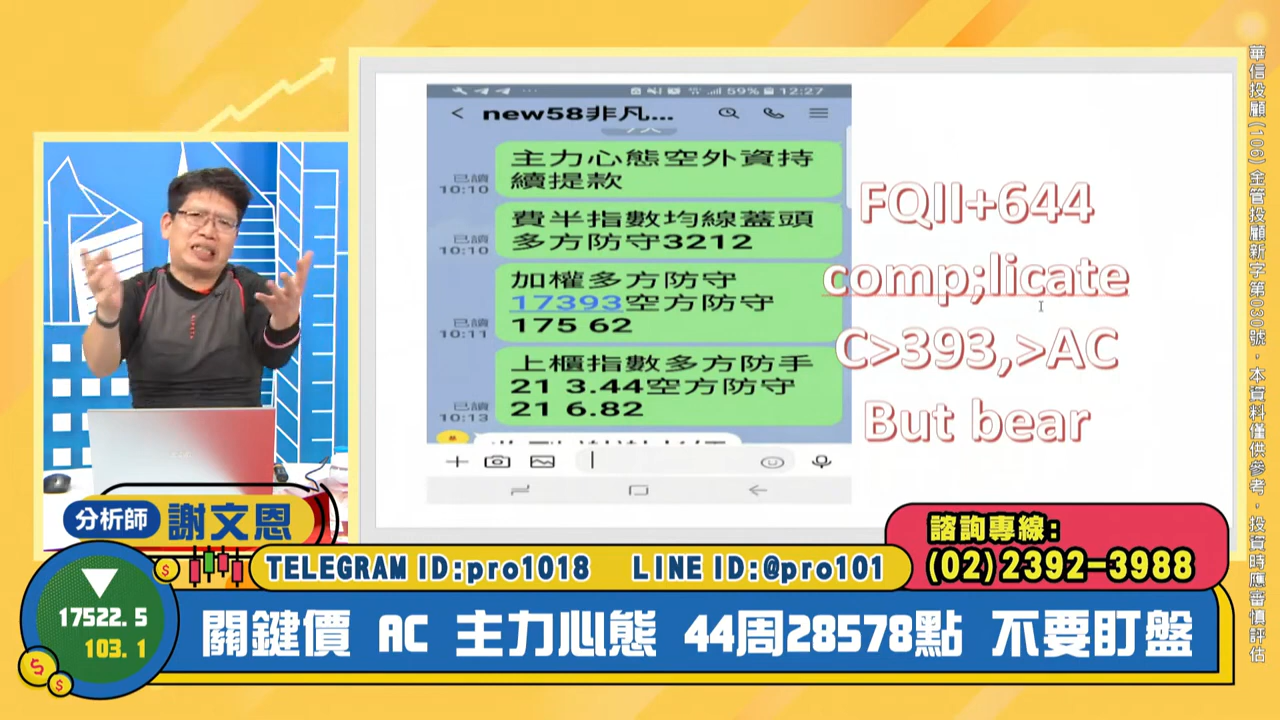 59% 12:27
new58非凡...
主力心態空外資持
續提款
已讀
10:10
費半指數均線蓋頭
多方防守3212
已讀
10:10
加權多方防守
17393空方防守
175 62
已讀
10:11
上櫃指數多方防手
21 3.44空方防守
21 6.82
已讀
10:13
FQII+644
comp;licate
C>393,>AC
But bear
華信投顧(106)金管投顧新字第030號，本資料僅供參考，投資時應審慎評估
分析師 謝文恩
諮詢專線:
(02)2392-3988
TELEGRAM ID:pro1018 LINE ID:@pro101
17522.5
103.1
關鍵價 AC 主力心態 44周28578點 不要盯盤